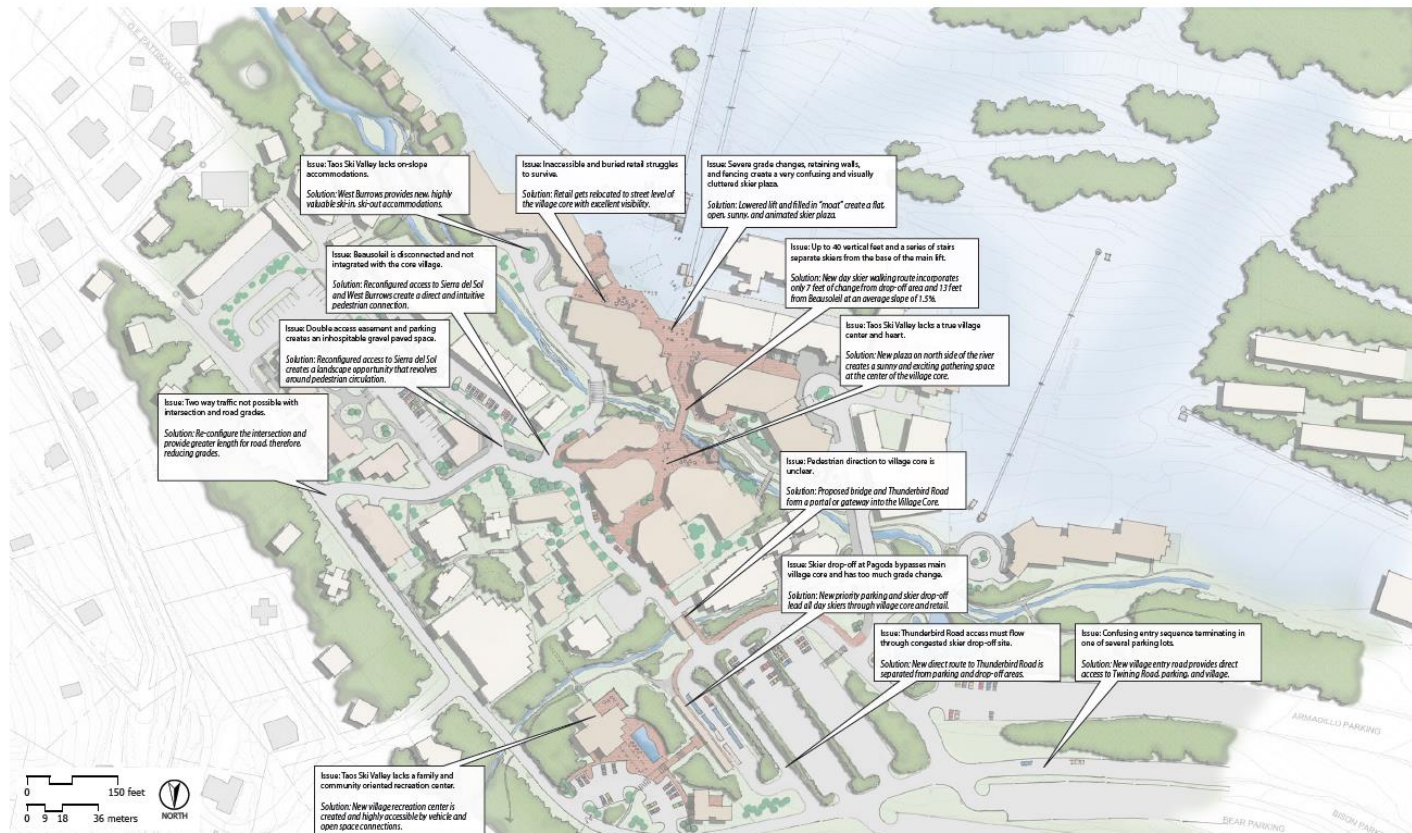 O.E. PATTISON LOOP
Issue: Taos Ski Valley lacks on-slope
accommodations.
Solution: West Burrows provides new, highly
valuable ski-in, ski-out accommodations.
Issue: Inaccessible and buried retail struggles
to survive.
Solution: Retail gets relocated to street level of
the village core with excellent visibility.
Issue: Severe grade changes, retaining walls,
and fencing create a very confusing and visually
cluttered skier plaza.
Solution: Lowered lift and filled in "moat" create a flat,
open, sunny, and animated skier plaza.
Issue: Beausoleil is disconnected and not
integrated with the core village.
Solution: Reconfigured access to Sierra del Sol
and West Burrows create a direct and intuitive
pedestrian connection.
Issue: Up to 40 vertical feet and a series of stairs
separate skiers from the base of the main lift.
Solution: New day skier walking route incorporates
only 7 feet of change from drop-off area and 13 feet
from Beausoleil at an average slope of 1.5%.
Issue: Double access easement and parking
creates an inhospitable gravel paved space.
Solution: Reconfigured access to Sierra del Sol
creates a landscape opportunity that revolves
around pedestrian circulation.
Issue: Taos Ski Valley lacks a true village
center and heart.
Solution: New plaza on north side of the river
creates a sunny and exciting gathering space
at the center of the village core.
Issue: Two way traffic not possible with
intersection and road grades.
Solution: Re-configure the intersection and
provide greater length for road, therefore,
reducing grades.
Issue: Pedestrian direction to village core is
unclear.
Solution: Proposed bridge and Thunderbird Road
form a portal or gateway into the Village Core.
Issue: Skier drop-off at Pagoda bypasses main
village core and has too much grade change.
Solution: New priority parking and skier drop-off
lead all day skiers through village core and retail.
Issue: Thunderbird Road access must flow
through congested skier drop-off site.
Solution: New direct route to Thunderbird Road is
separated from parking and drop-off areas.
Issue: Confusing entry sequence terminating in
one of several parking lots.
Solution: New village entry road provides direct
access to Twining Road, parking, and village.
Issue: Taos Ski Valley lacks a family and
community oriented recreation center.
Solution: New village recreation center is
created and highly accessible by vehicle and
open space connections.
ARMADILLO PARKING
BEAR PARKING
BISON PARK
0 150 feet
0 9 18 36 meters
NORTH